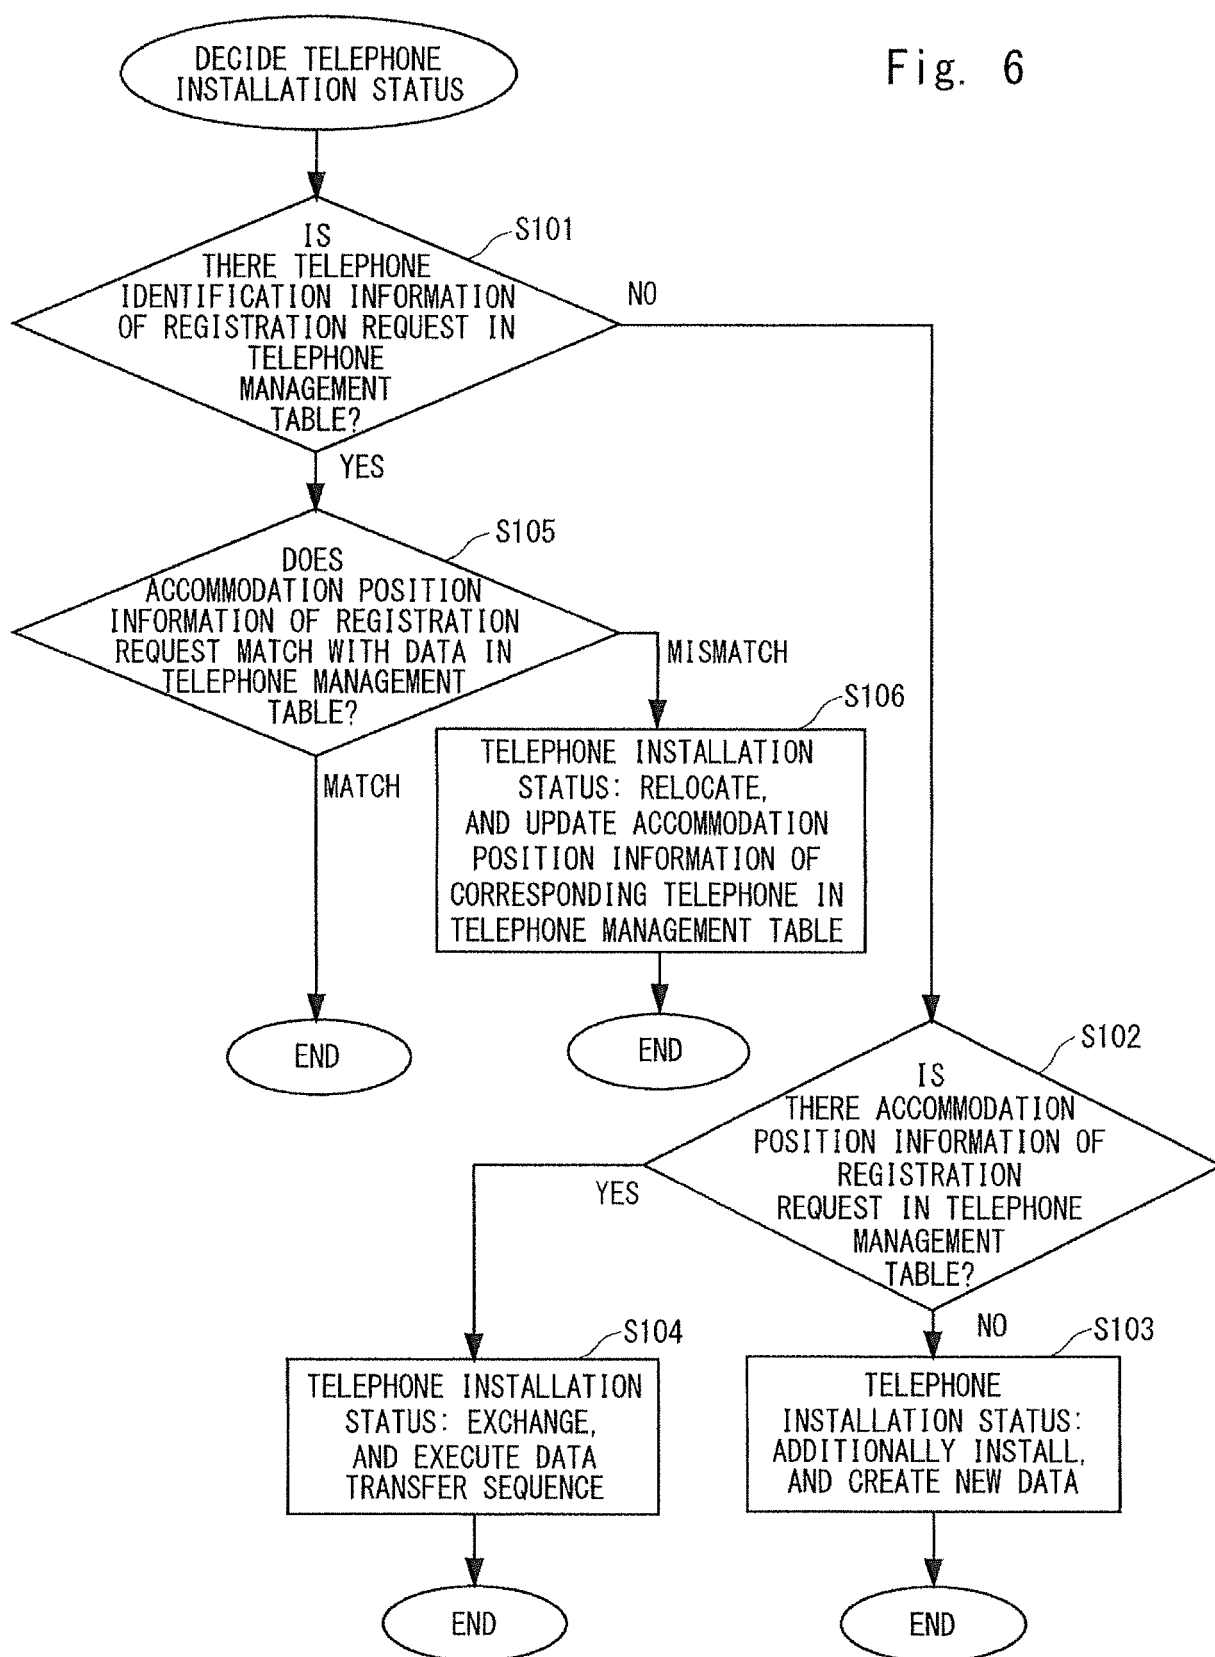 Fig. 6
DECIDE TELEPHONE
INSTALLATION STATUS
S101
IS
THERE TELEPHONE
IDENTIFICATION INFORMATION
OF REGISTRATION REQUEST IN
TELEPHONE
MANAGEMENT
TABLE?
NO
YES
S105
DOES
ACCOMMODATION POSITION
INFORMATION OF REGISTRATION
REQUEST MATCH WITH DATA IN
TELEPHONE MANAGEMENT
TABLE?
MISMATCH
MATCH
S106
TELEPHONE INSTALLATION
STATUS: RELOCATE,
AND UPDATE ACCOMMODATION
POSITION INFORMATION OF
CORRESPONDING TELEPHONE IN
TELEPHONE MANAGEMENT TABLE
END
END
S102
IS
THERE ACCOMMODATION
POSITION INFORMATION OF
REGISTRATION
REQUEST IN TELEPHONE
MANAGEMENT
TABLE?
YES
NO
S104
TELEPHONE INSTALLATION
STATUS: EXCHANGE,
AND EXECUTE DATA
TRANSFER SEQUENCE
S103
TELEPHONE
INSTALLATION STATUS:
ADDITIONALLY INSTALL,
AND CREATE NEW DATA
END
END